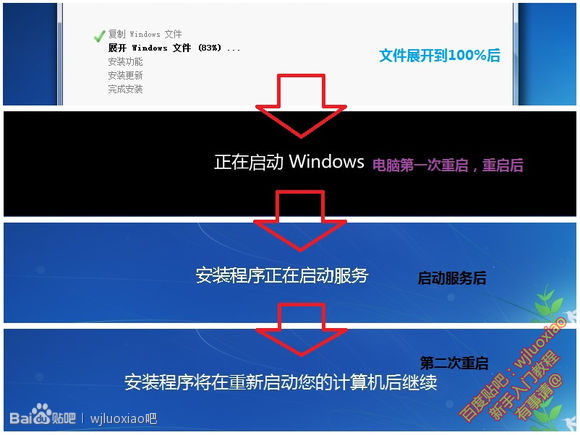 复制 Windows 文件
展开 Windows 文件 (83%) ...
文件展开到100%后
安装功能
安装更新
完成安装
正在启动 Windows
电脑第一次重启，重启后
安装程序正在启动服务
启动服务后
第二次重启
安装程序将在重新启动您的计算机后继续
百度贴吧：wjluoxiao
新手入门教程
有事请@
Bai du 贴吧 | wjluoxiao吧